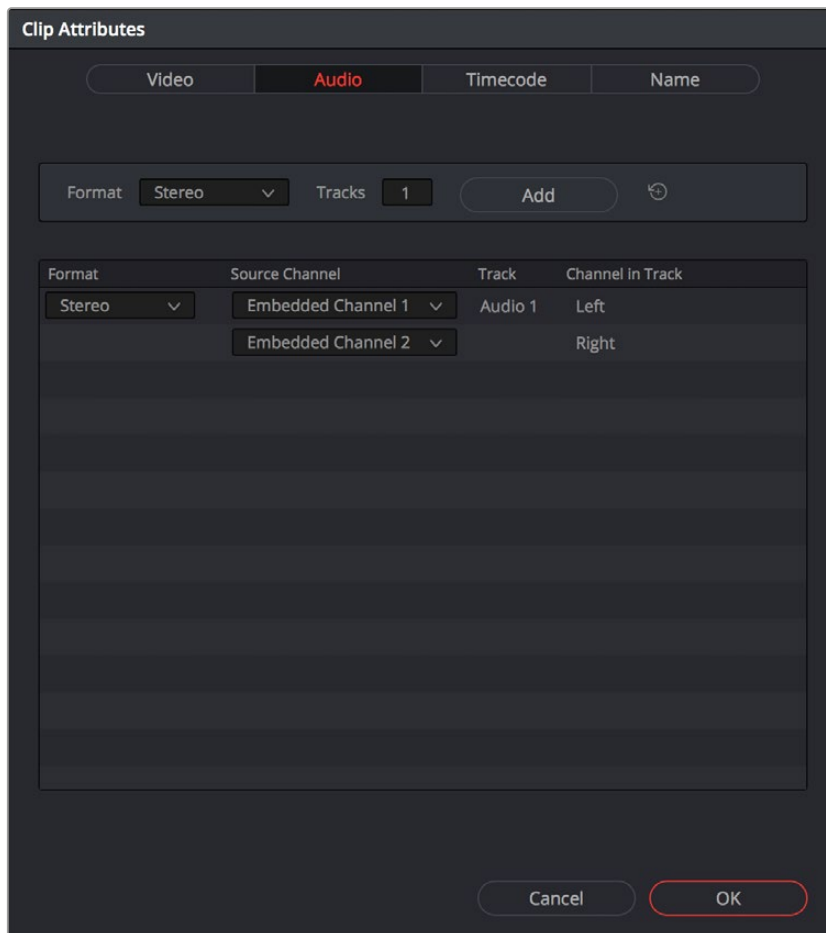 Clip Attributes
Video Audio Timecode Name
Format Stereo Tracks 1 Add
Format Source Channel Track Channel in Track
Stereo Embedded Channel 1 Audio 1 Left
Embedded Channel 2 Right
Cancel OK